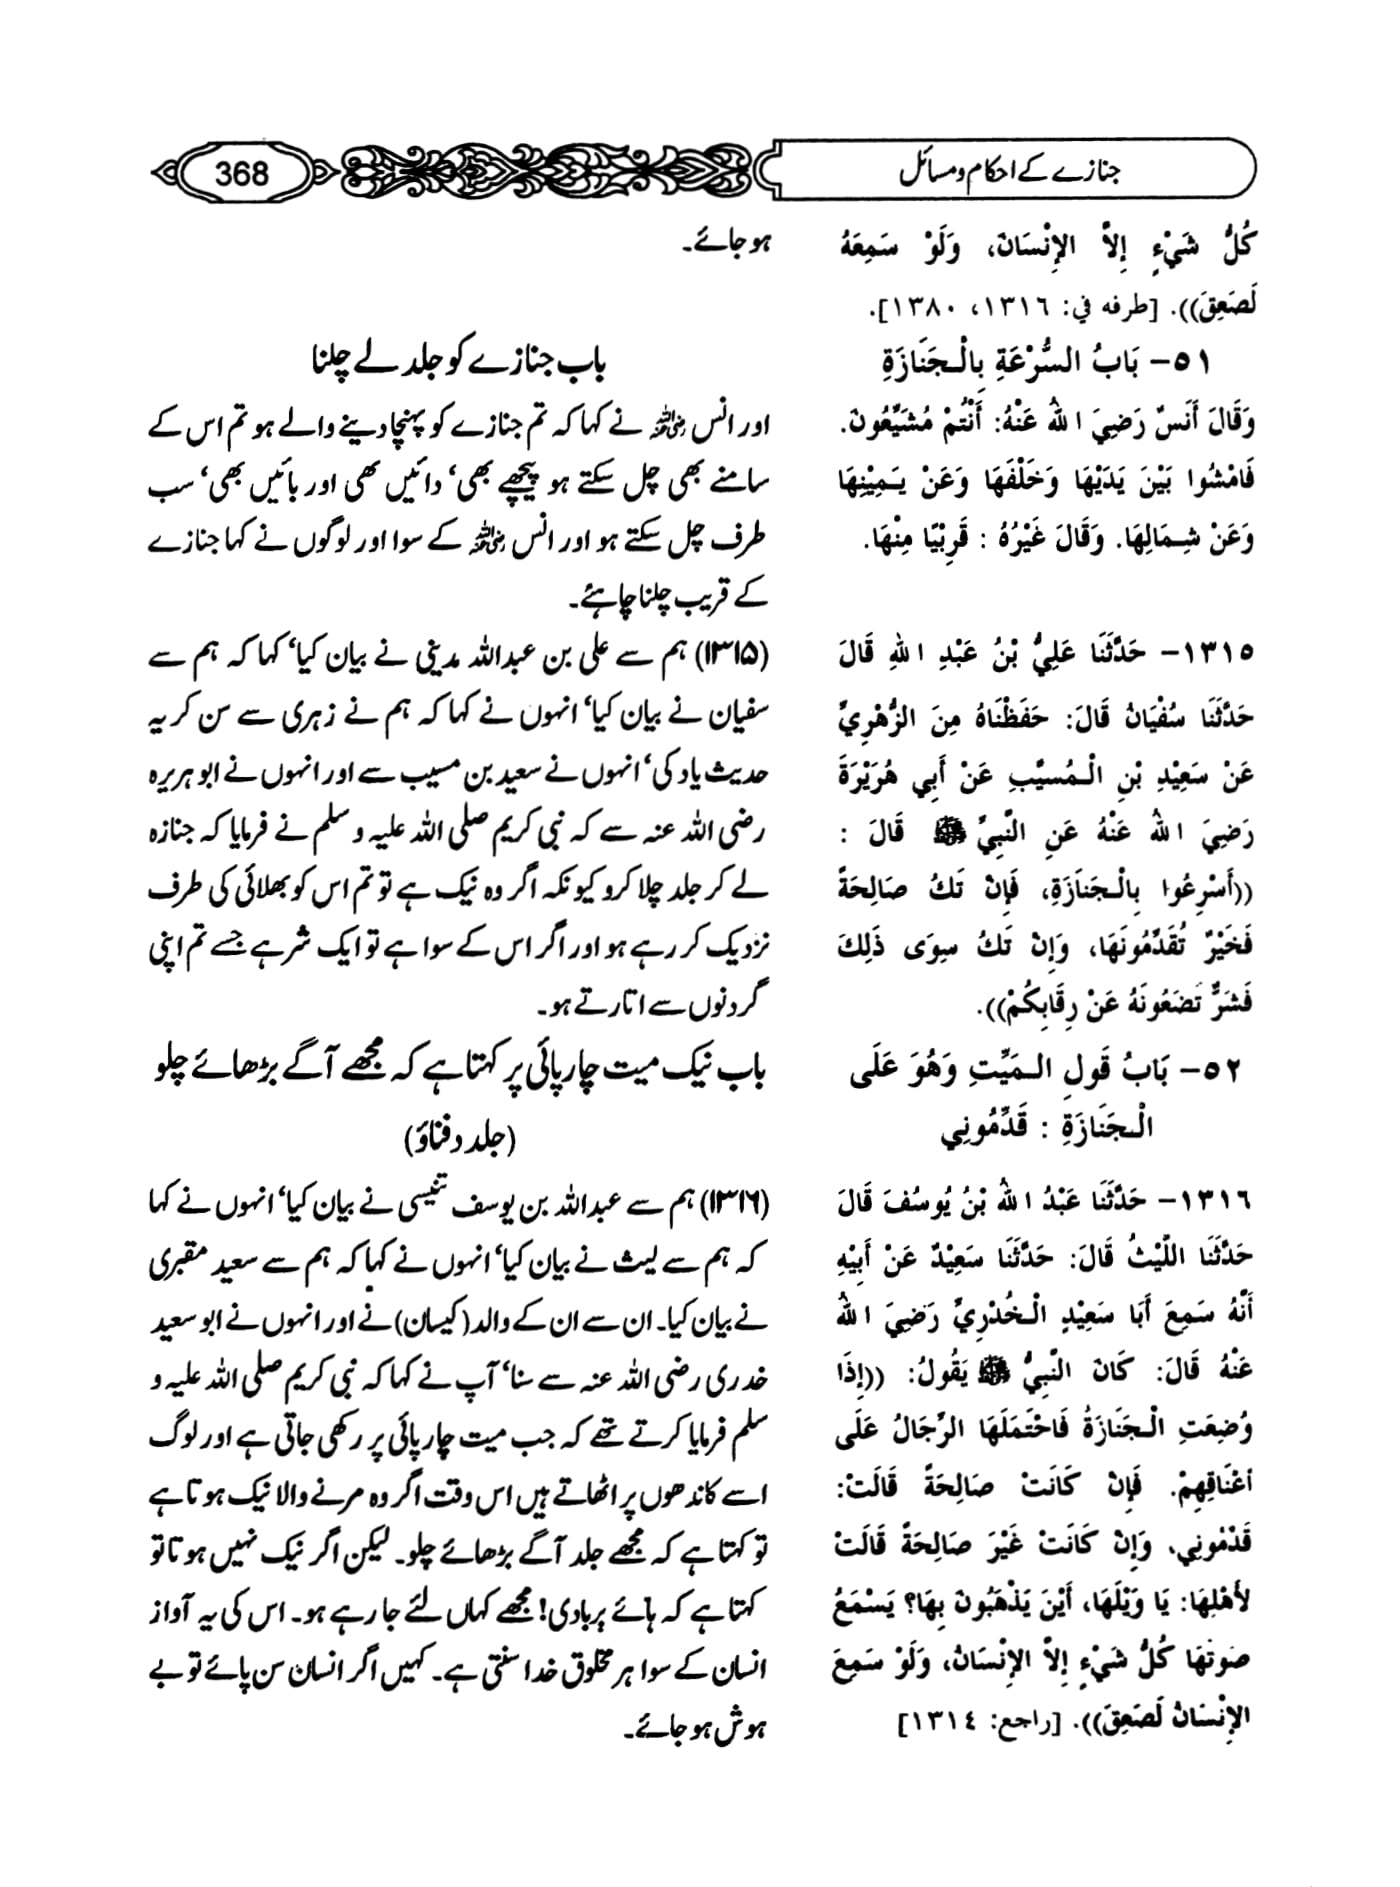 جنازے کے احکام و مسائل
368
كُلُّ شَيْءٍ إِلاَّ الإِنْسَانَ، وَلَوْ سَمِعَهُ
لَصَعِقَ)). [طرفه في: ١٣١٦، ١٣٨٠].
٥١- بَابُ السُّرْعَةِ بِالْجَنَازَةِ
وَقَالَ أَنَسٌ رَضِيَ اللهُ عَنْهُ: أَنْتُمْ مُشَيِّعُونَ.
فَامْشُوا بَيْنَ يَدَيْهَا وَخَلْفَهَا وَعَنْ يَمِيْنِهَا
وَعَنْ شِمَالِهَا. وَقَالَ غَيْرُهُ : قَرِيْبًا مِنْهَا.
١٣١٥- حَدَّثَنَا عَلِيُّ بْنُ عَبْدِ اللهِ قَالَ
حَدَّثَنَا سُفْيَانُ قَالَ: حَفَظْنَاهُ مِنَ الزُّهْرِيِّ
عَنْ سَعِيْدِ بْنِ الْمُسَيَّبِ عَنْ أَبِي هُرَيْرَةَ
رَضِيَ اللهُ عَنْهُ عَنِ النَّبِيِّ ﷺ قَالَ :
((أَسْرِعُوا بِالْجَنَازَةِ، فَإِنْ تَكُ صَالِحَةً
فَخَيْرٌ تُقَدِّمُونَهَا، وَإِنْ تَكُ سِوَى ذَلِكَ
فَشَرٌّ تَضَعُونَهُ عَنْ رِقَابِكُمْ)).
٥٢- بَابُ قَولِ الْمَيِّتِ وَهُوَ عَلَى
الْجَنَازَةِ : قَدِّمُونِي
١٣١٦- حَدَّثَنَا عَبْدُ اللهِ بْنُ يُوسُفَ قَالَ
حَدَّثَنَا اللَّيْثُ قَالَ: حَدَّثَنَا سَعِيْدٌ عَنْ أَبِيْهِ
أَنَّهُ سَمِعَ أَبَا سَعِيْدٍ الْخُدْرِيِّ رَضِيَ اللهُ
عَنْهُ قَالَ: كَانَ النَّبِيُّ ﷺ يَقُولُ: ((إِذَا
وُضِعَتِ الْجَنَازَةُ فَاحْتَمَلَهَا الرِّجَالُ عَلَى
أعْنَاقِهِمْ. فَإِنْ كَانَتْ صَالِحَةً قَالَتْ:
قَدِّمُونِي، وَإِنْ كَانَتْ غَيْرَ صَالِحَةً قَالَتْ
لأَهْلِهَا: يَا وَيْلَهَا، أَيْنَ يَذْهَبُونَ بِهَا؟ يَسْمَعُ
صَوتَهَا كُلُّ شَيْءٍ إِلاَّ الإِنْسَانُ، وَلَوْ سَمِعَ
الإِنْسَانُ لَصَعِقَ)). [راجع: ١٣١٤]
ہو جائے۔
باب جنازے کو جلد لے چلنا
اور انس رضی اللہ نے کہا کہ تم جنازے کو پہنچا دینے والے ہو تم اس کے
سامنے بھی چل سکتے ہو پیچھے بھی‘ دائیں بھی اور بائیں بھی‘ سب
طرف چل سکتے ہو اور انس رضی اللہ کے سوا اور لوگوں نے کہا جنازے
کے قریب چلنا چاہئے۔
(۱۳۱۵) ہم سے علی بن عبداللہ مدینی نے بیان کیا‘ کہا کہ ہم سے
سفیان نے بیان کیا‘ انہوں نے کہا کہ ہم نے زہری سے سن کر یہ
حدیث یاد کی‘ انہوں نے سعید بن مسیب سے اور انہوں نے ابو ہریرہ
رضی اللہ عنہ سے کہ نبی کریم صلی اللہ علیہ و سلم نے فرمایا کہ جنازہ
لے کر جلد چلا کرو کیونکہ اگر وہ نیک ہے تو تم اس کو بھلائی کی طرف
نزدیک کر رہے ہو اور اگر اس کے سوا ہے تو ایک شر ہے جسے تم اپنی
گردنوں سے اتارتے ہو۔
باب نیک میت چارپائی پر کہتا ہے کہ مجھے آگے بڑھائے چلو
(جلد دفناؤ)
(۱۳۱۶) ہم سے عبداللہ بن یوسف تنیسی نے بیان کیا‘ انہوں نے کہا
کہ ہم سے لیث نے بیان کیا‘ انہوں نے کہا کہ ہم سے سعید مقبری
نے بیان کیا۔ ان سے ان کے والد (کیسان) نے اور انہوں نے ابو سعید
خدری رضی اللہ عنہ سے سنا‘ آپ نے کہا کہ نبی کریم صلی اللہ علیہ و
سلم فرمایا کرتے تھے کہ جب میت چارپائی پر رکھی جاتی ہے اور لوگ
اسے کاندھوں پر اٹھاتے ہیں اس وقت اگر وہ مرنے والا نیک ہوتا ہے
تو کہتا ہے کہ مجھے جلد آگے بڑھائے چلو۔ لیکن اگر نیک نہیں ہوتا تو
کہتا ہے کہ ہائے بربادی! مجھے کہاں لئے جا رہے ہو۔ اس کی یہ آواز
انسان کے سوا ہر مخلوق خدا سنتی ہے۔ کہیں اگر انسان سن پائے تو بے
ہوش ہو جائے۔